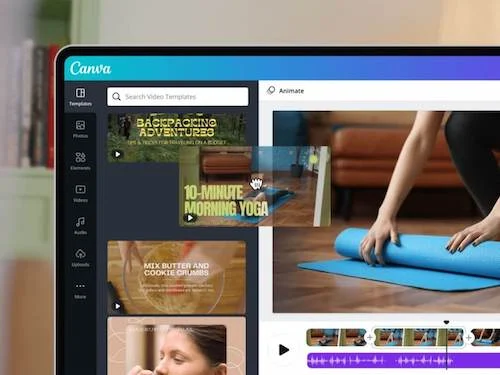 Canva
Templates
Search Video Templates
Animate
BACKPACKING
ADVENTURES
TIPS & TRICKS FOR TRAVELING ON A BUDGET
Photos
Elements
10-MINUTE
MORNING YOGA
Videos
Audio
MIX BUTTER AND
COOKIE CRUMBS
Uploads
More